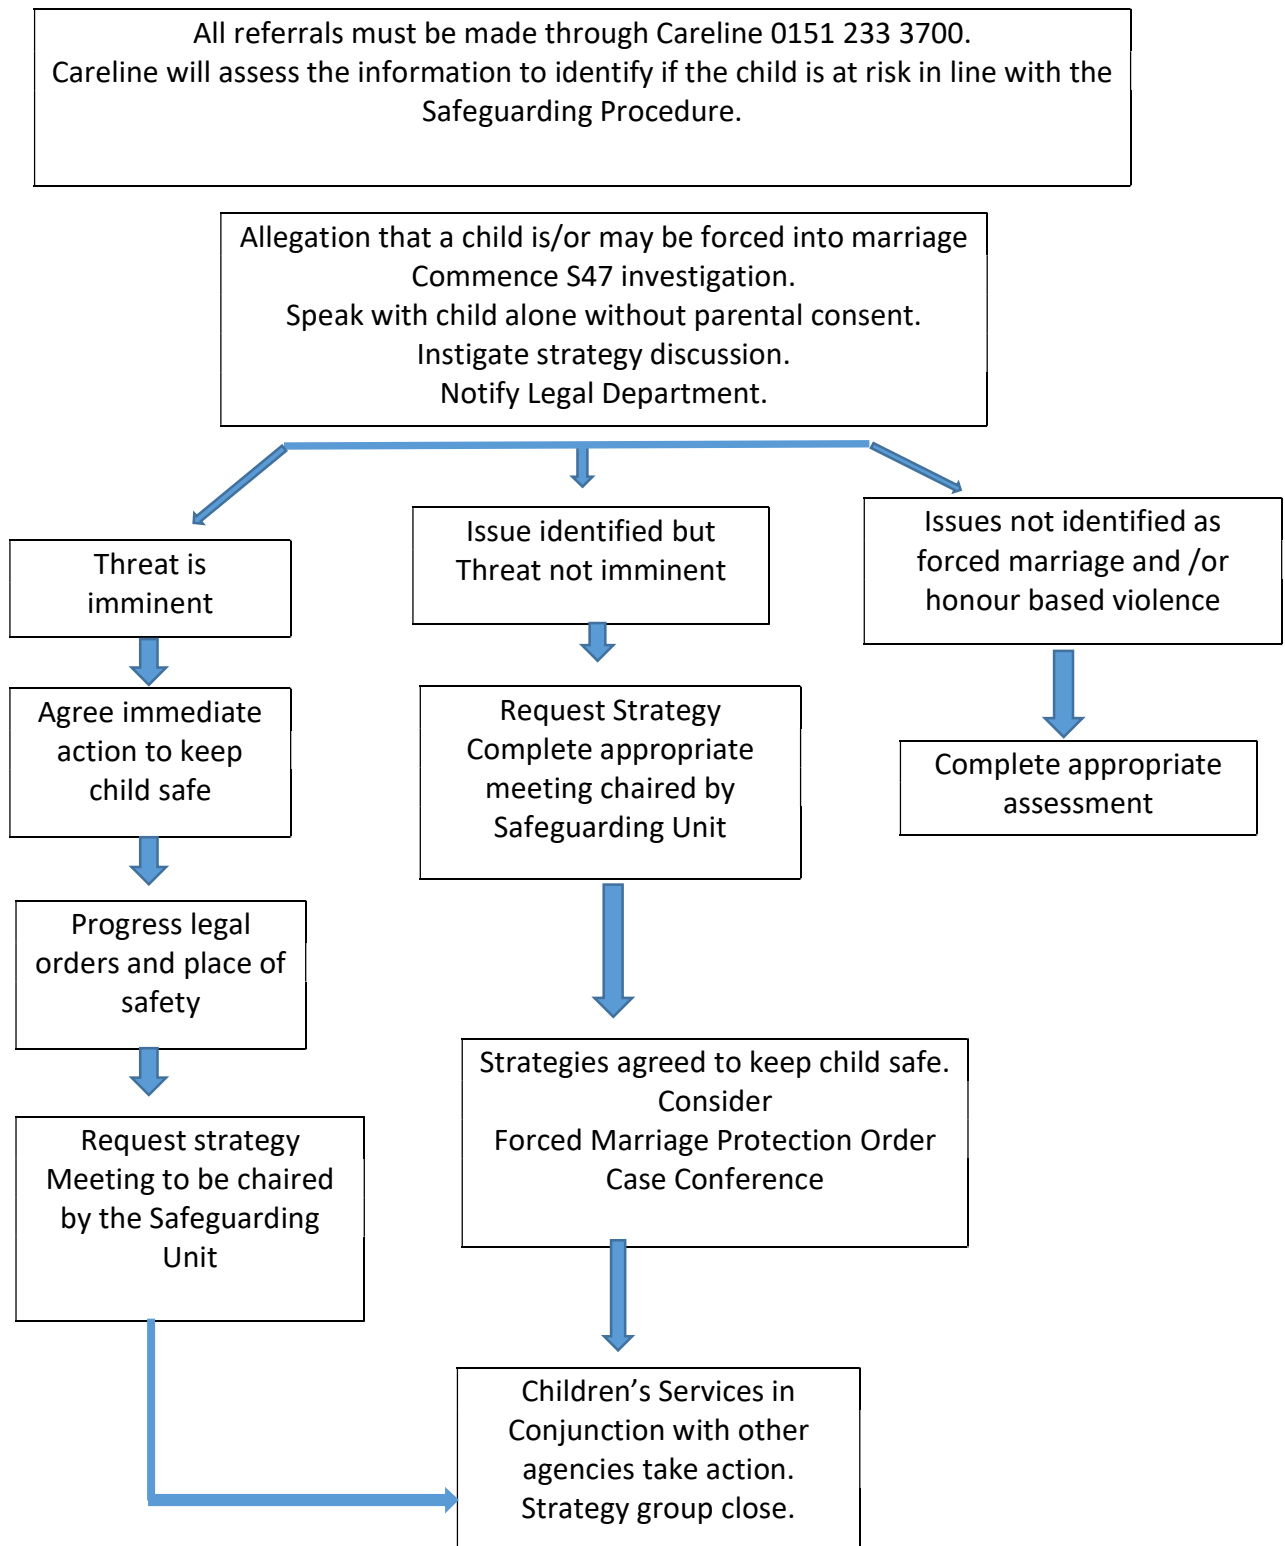 All referrals must be made through Careline 0151 233 3700.
Careline will assess the information to identify if the child is at risk in line with the
Safeguarding Procedure.
Allegation that a child is/or may be forced into marriage
Commence S47 investigation.
Speak with child alone without parental consent.
Instigate strategy discussion.
Notify Legal Department.
Threat is
imminent
Agree immediate
action to keep
child safe
Progress legal
orders and place of
safety
Request strategy
Meeting to be chaired
by the Safeguarding
Unit
Issue identified but
Threat not imminent
Request Strategy
Complete appropriate
meeting chaired by
Safeguarding Unit
Strategies agreed to keep child safe.
Consider
Forced Marriage Protection Order
Case Conference
Children’s Services in
Conjunction with other
agencies take action.
Strategy group close.
Issues not identified as
forced marriage and /or
honour based violence
Complete appropriate
assessment